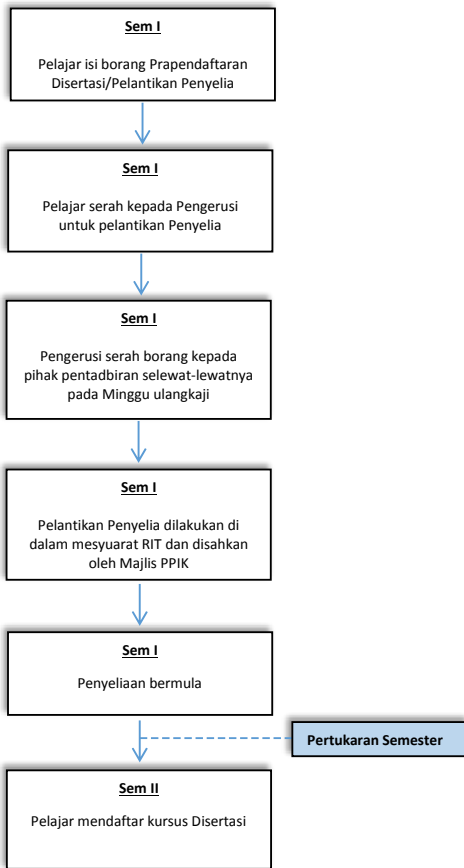 Sem I
Pelajar isi borang Prapendaftaran
Disertasi/Pelantikan Penyelia
Sem I
Pelajar serah kepada Pengerusi
untuk pelantikan Penyelia
Sem I
Pengerusi serah borang kepada
pihak pentadbiran selewat-lewatnya
pada Minggu ulangkaji
Sem I
Pelantikan Penyelia dilakukan di
dalam mesyuarat RIT dan disahkan
oleh Majlis PPIK
Sem I
Penyeliaan bermula
Pertukaran Semester
Sem II
Pelajar mendaftar kursus Disertasi